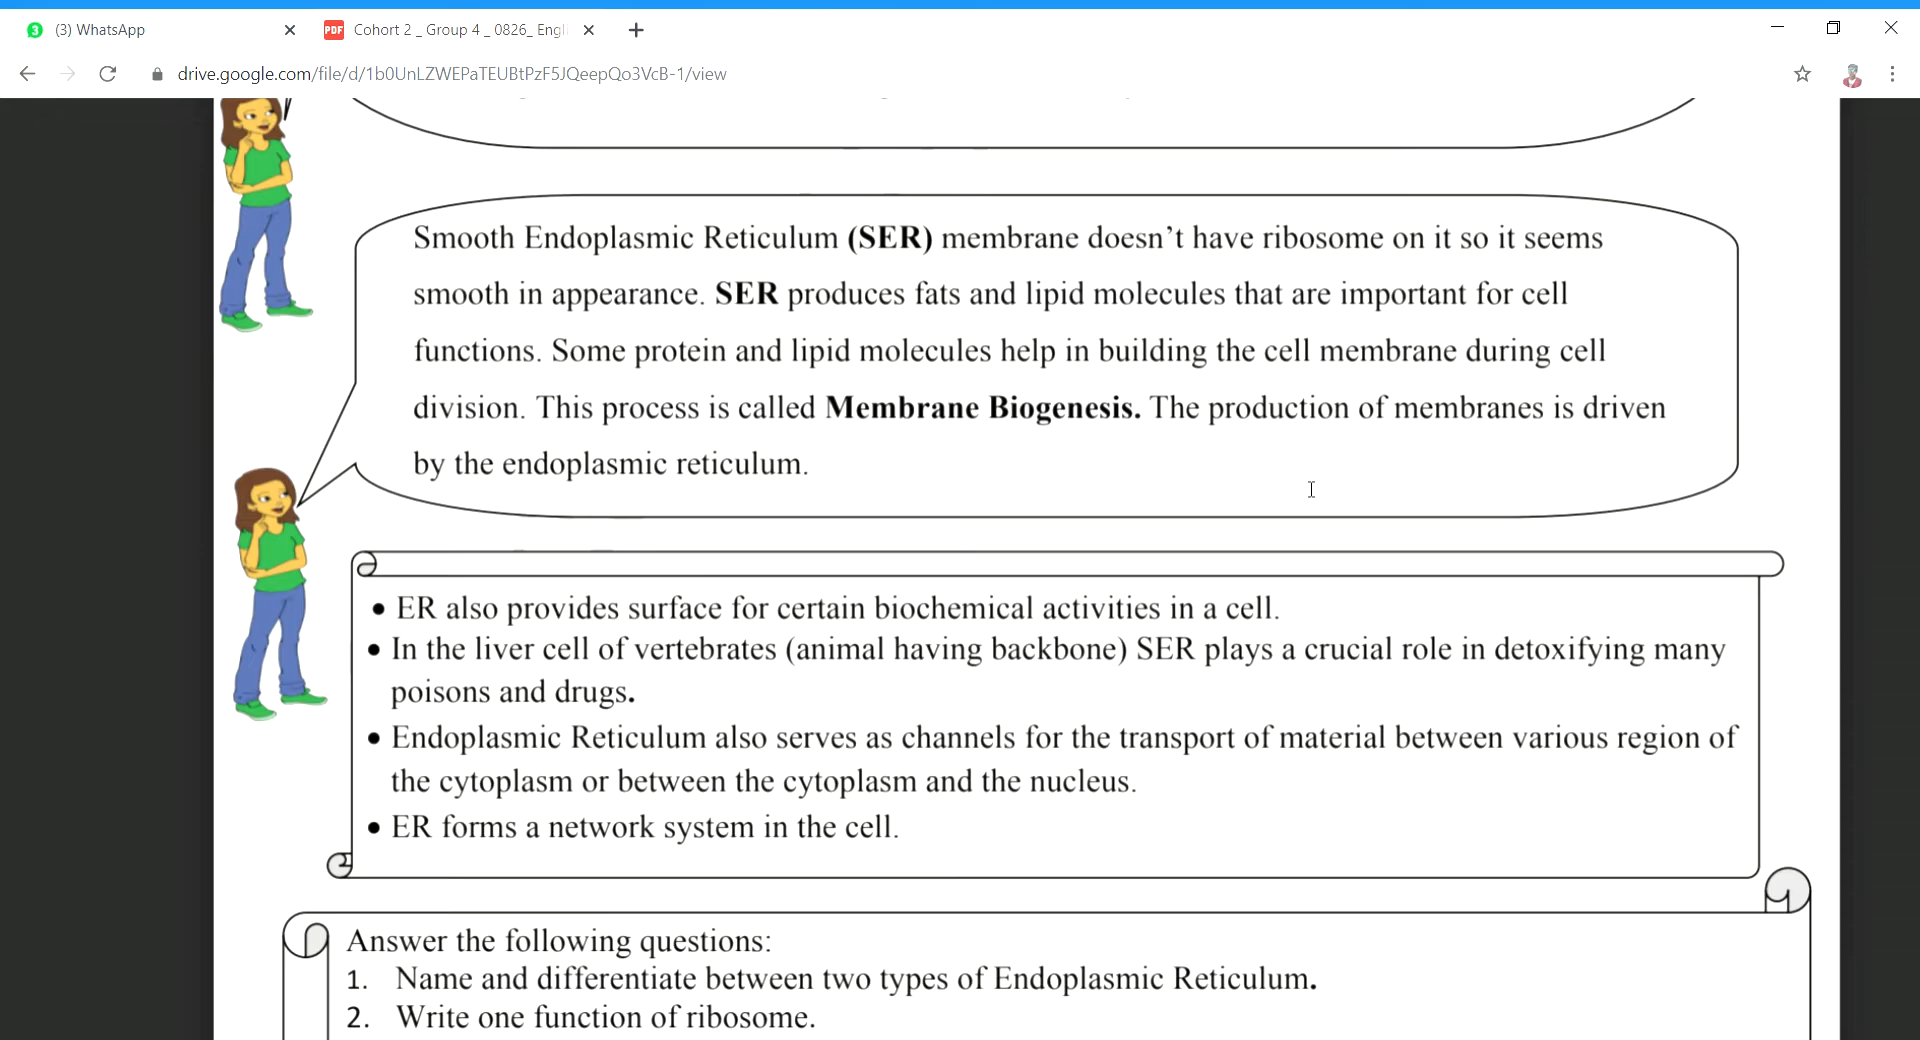 (3) WhatsApp
PDF
Cohort 2 _ Group 4 _ 0826_ Engl
drive.google.com/file/d/1b0UnLZWEPaTEUBtPzF5JQeepQo3VcB-1/view
Smooth Endoplasmic Reticulum (SER) membrane doesn't have ribosome on it so it seems
smooth in appearance. SER produces fats and lipid molecules that are important for cell
functions. Some protein and lipid molecules help in building the cell membrane during cell
division. This process is called Membrane Biogenesis. The production of membranes is driven
by the endoplasmic reticulum.
• ER also provides surface for certain biochemical activities in a cell.
• In the liver cell of vertebrates (animal having backbone) SER plays a crucial role in detoxifying many
poisons and drugs.
• Endoplasmic Reticulum also serves as channels for the transport of material between various region of
the cytoplasm or between the cytoplasm and the nucleus.
• ER forms a network system in the cell.
Answer the following questions:
1. Name and differentiate between two types of Endoplasmic Reticulum.
2. Write one function of ribosome.